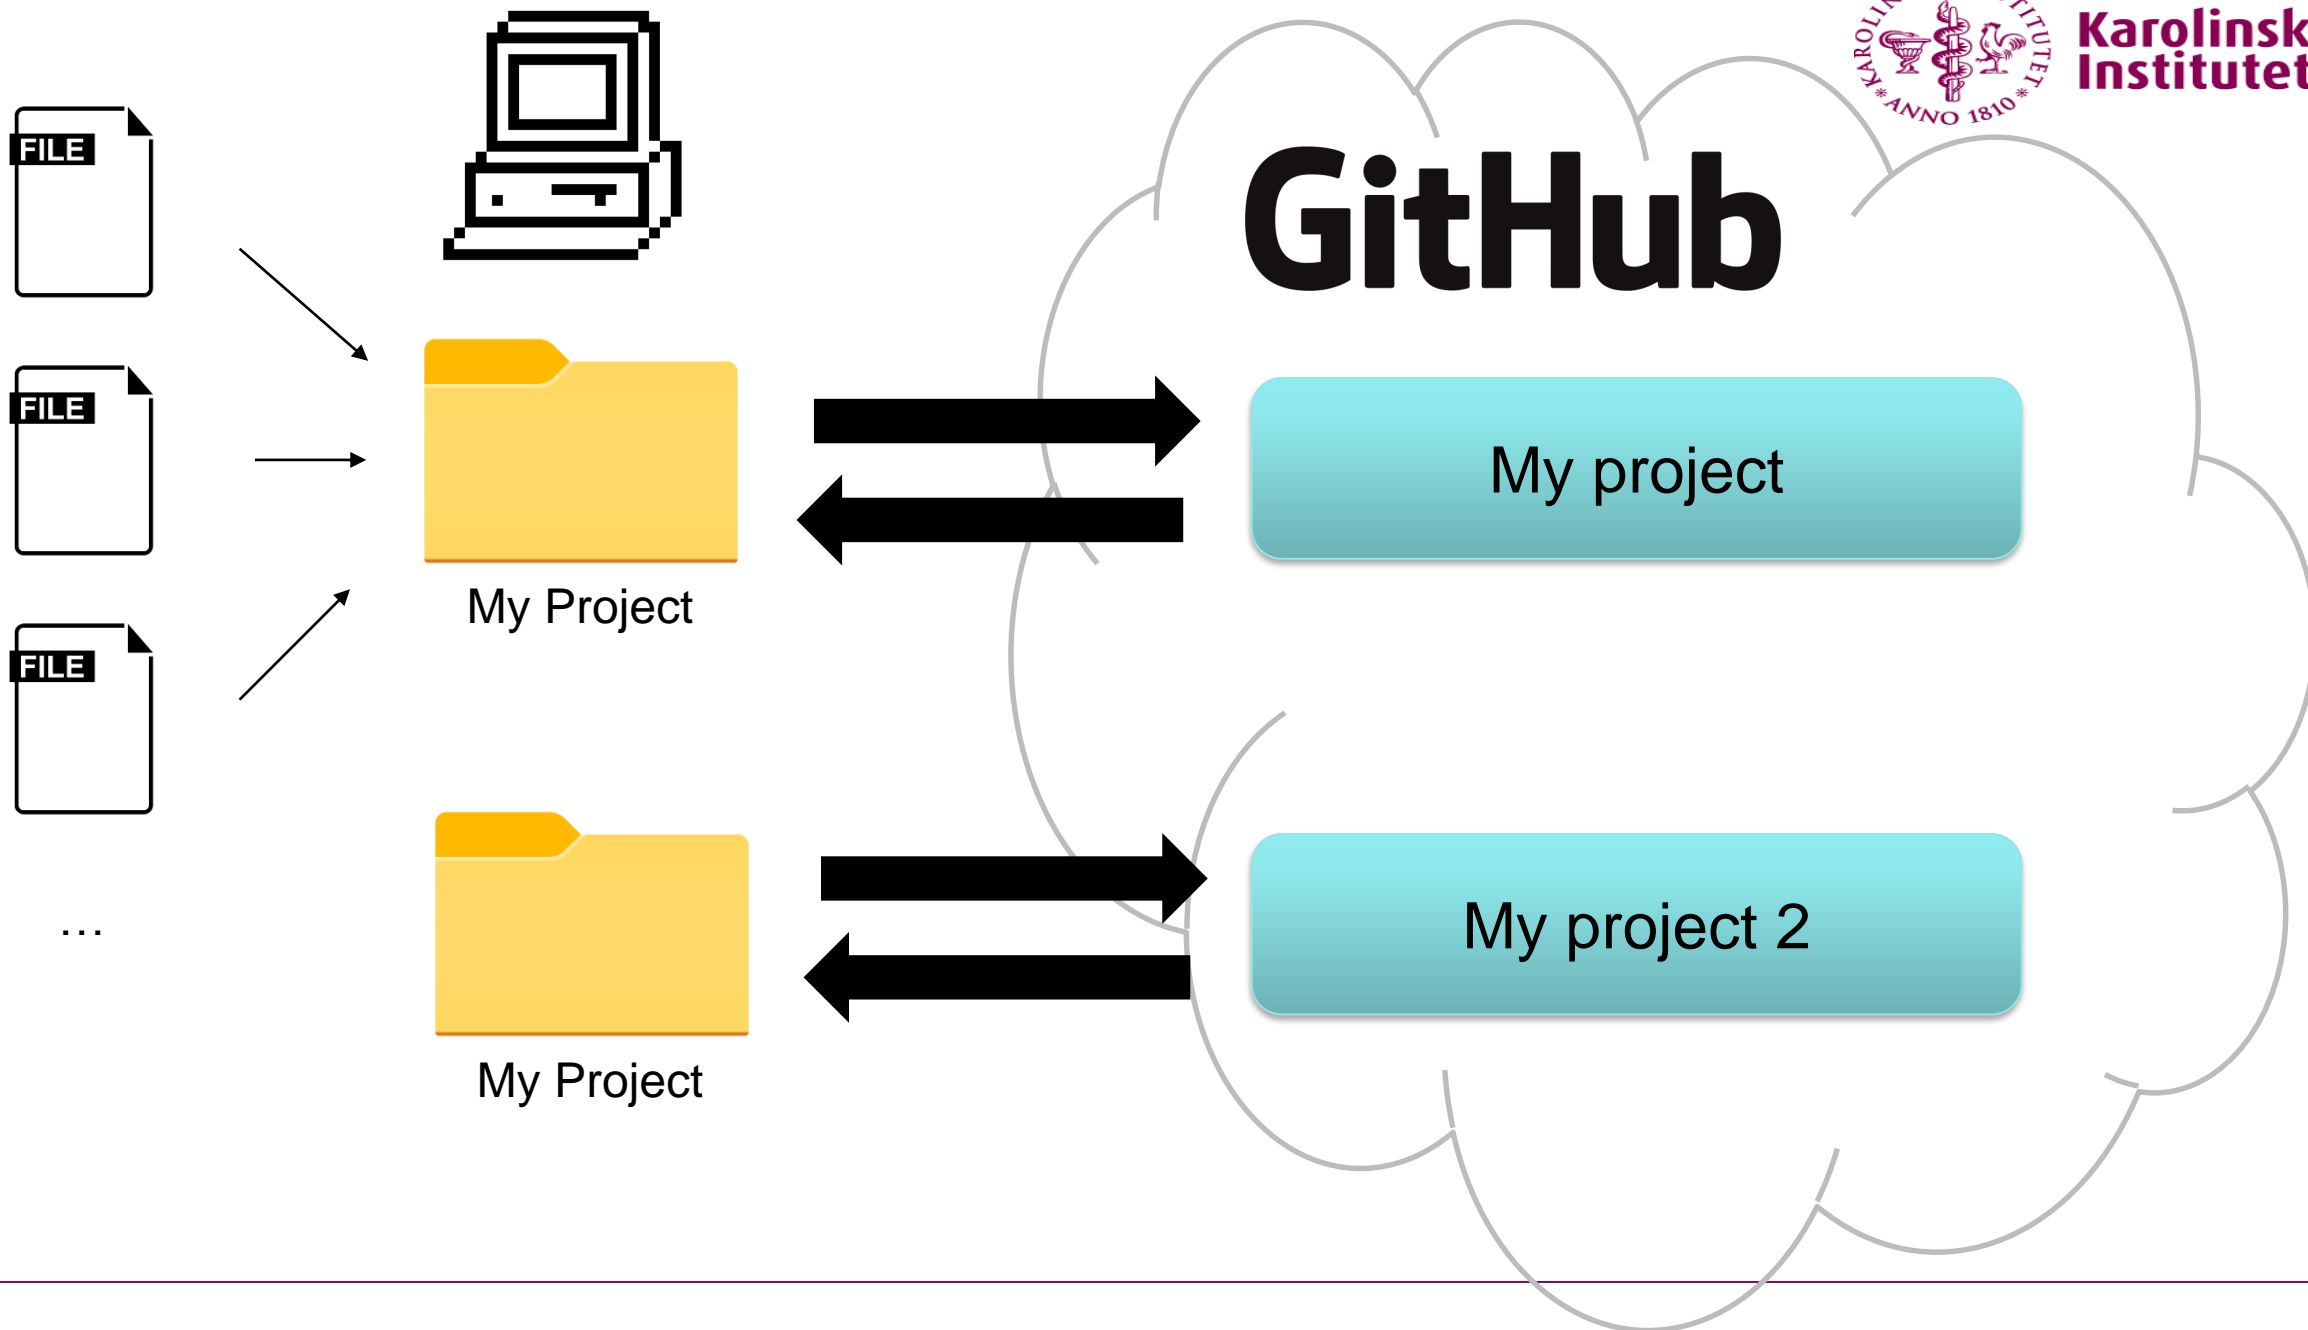 Karolinsk
Institutet
ANNO 1810
GitHub
FILE
FILE
FILE
...
My Project
My project
My Project
My project 2